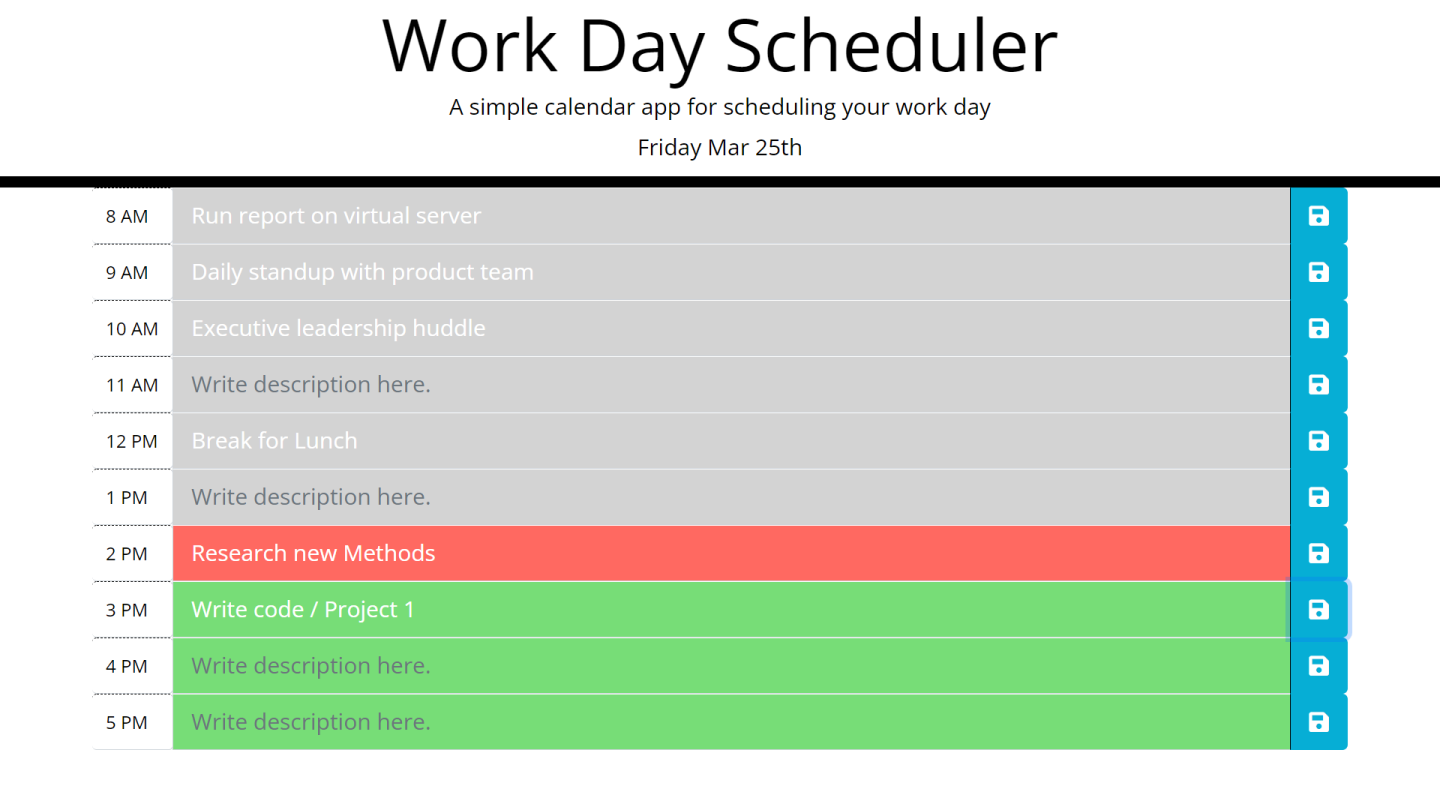 Work Day Scheduler
A simple calendar app for scheduling your work day
Friday Mar 25th
8 AM Run report on virtual server
9 AM Daily standup with product team
10 AM Executive leadership huddle
11 AM Write description here.
12 PM Break for Lunch
1 PM Write description here.
2 PM Research new Methods
3 PM Write code / Project 1
4 PM Write description here.
5 PM Write description here.